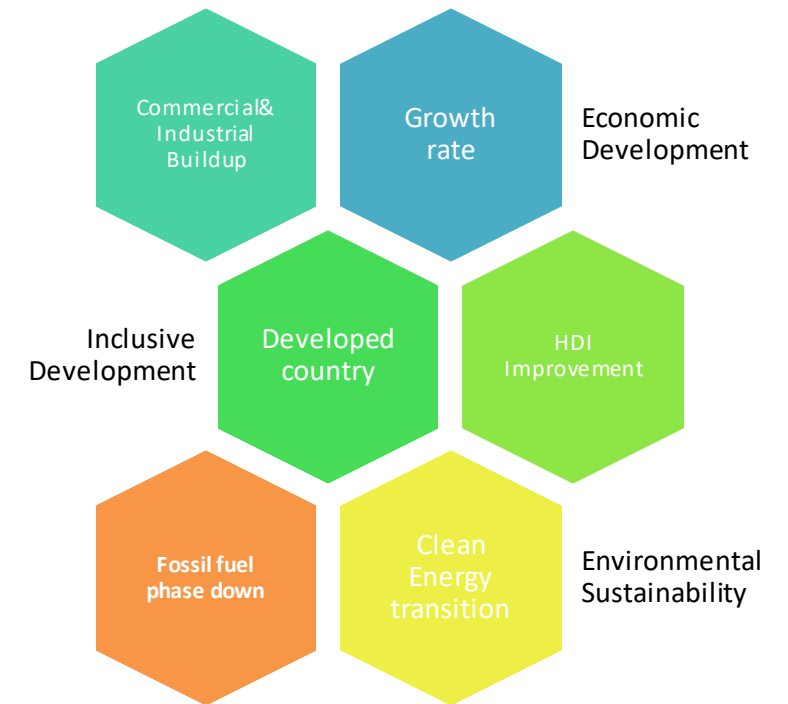 Commercial&
Industrial
Buildup
Growth
rate
Economic
Development
Inclusive
Development
Developed
country
HDI
Improvement
Fossil fuel
phase down
Clean
Energy
transition
Environmental
Sustainability